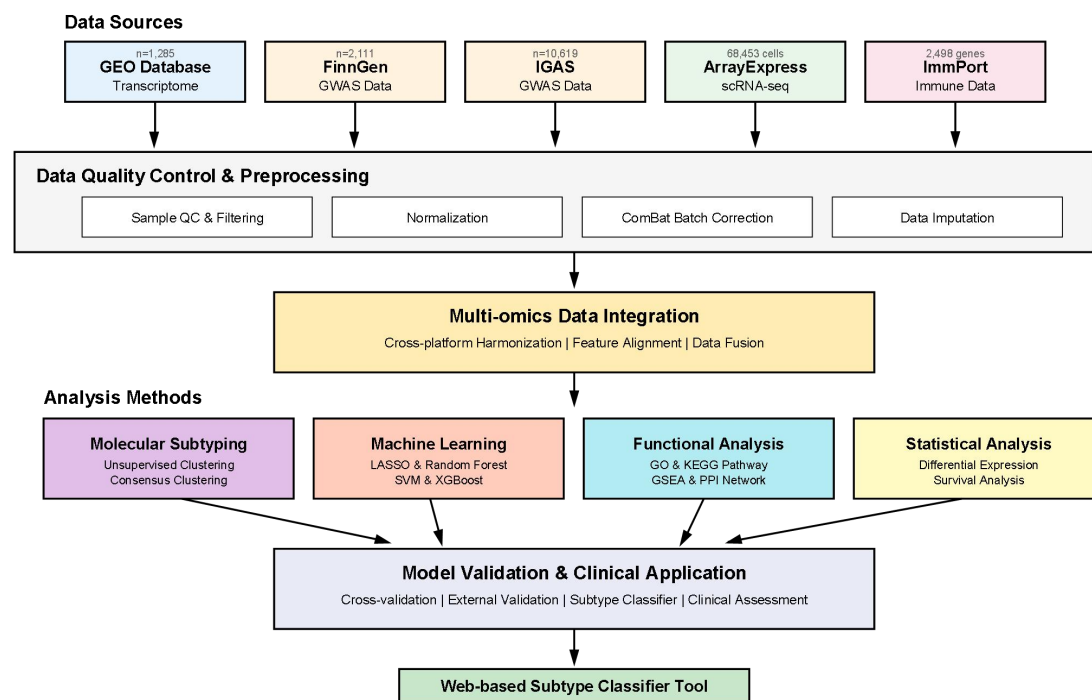 Data Sources
n=1,285
GEO Database
Transcriptome
n=2,111
FinnGen
GWAS Data
n=10,619
IGAS
GWAS Data
68,453 cells
ArrayExpress
scRNA-seq
2,498 genes
ImmPort
Immune Data
Data Quality Control & Preprocessing
Sample QC & Filtering
Normalization
ComBat Batch Correction
Data Imputation
Multi-omics Data Integration
Cross-platform Harmonization | Feature Alignment | Data Fusion
Analysis Methods
Molecular Subtyping
Unsupervised Clustering
Consensus Clustering
Machine Learning
LASSO & Random Forest
SVM & XGBoost
Functional Analysis
GO & KEGG Pathway
GSEA & PPI Network
Statistical Analysis
Differential Expression
Survival Analysis
Model Validation & Clinical Application
Cross-validation | External Validation | Subtype Classifier | Clinical Assessment
Web-based Subtype Classifier Tool